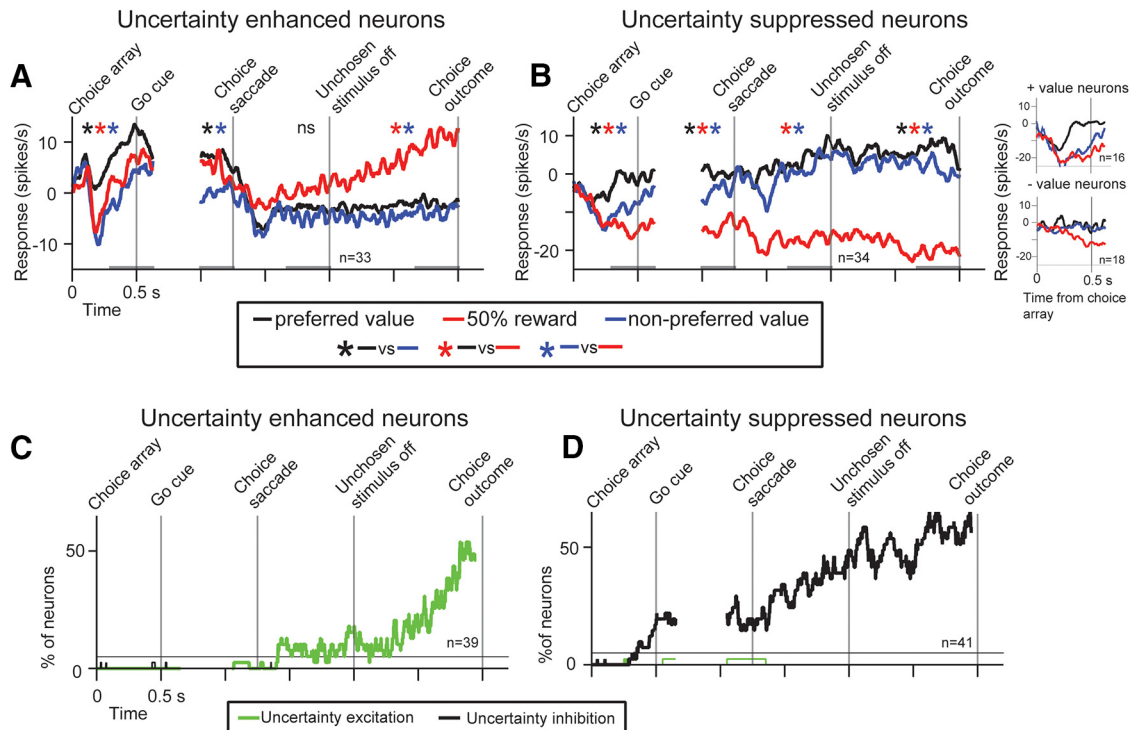 Uncertainty enhanced neurons
A
Choice array
Go cue
Choice
saccade
Unchosen
stimulus off
Choice
outcome
Response (spikes/s)
10
0
-10
* * *
* *
ns
* *
n=33
0
0.5 s
Time
Uncertainty suppressed neurons
B
Choice array
Go cue
Choice
saccade
Unchosen
stimulus off
Choice
outcome
Response (spikes/s)
10
0
-10
-20
* * *
* * *
* *
* * *
n=34
+ value neurons
10
0
-20
n=16
- value neurons
0
-20
n=18
Response (spikes/s)
0
0.5 s
Time from choice
array
preferred value 50% reward non-preferred value
* vs * vs * vs
Uncertainty enhanced neurons
C
Choice array
Go cue
Choice
saccade
Unchosen
stimulus off
Choice
outcome
% of neurons
50
0
n=39
0
0.5 s
Time
Uncertainty suppressed neurons
D
Choice array
Go cue
Choice
saccade
Unchosen
stimulus off
Choice
outcome
%of neurons
50
0
n=41
Uncertainty excitation Uncertainty inhibition